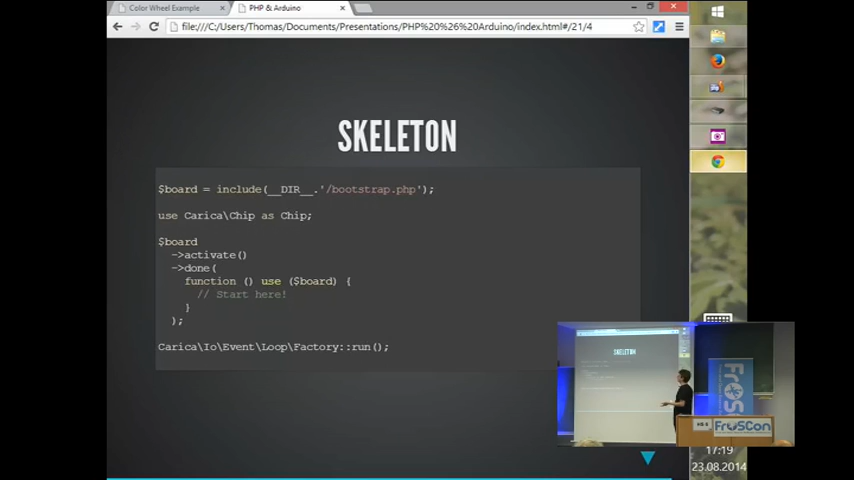 Color Wheel Example
PHP & Arduino
file:///C:/Users/Thomas/Documents/Presentations/PHP%20%26%20Arduino/index.html#/21/4
SKELETON
$board = include(__DIR__.'/bootstrap.php');
use Carica\Chip as Chip;
$board
->activate()
->done(
function () use ($board) {
// Start here!
}
);
Carica\Io\Event\Loop\Factory::run();
SKELETON
FrOSCon
FrOSCon
17:19
23.08.2014